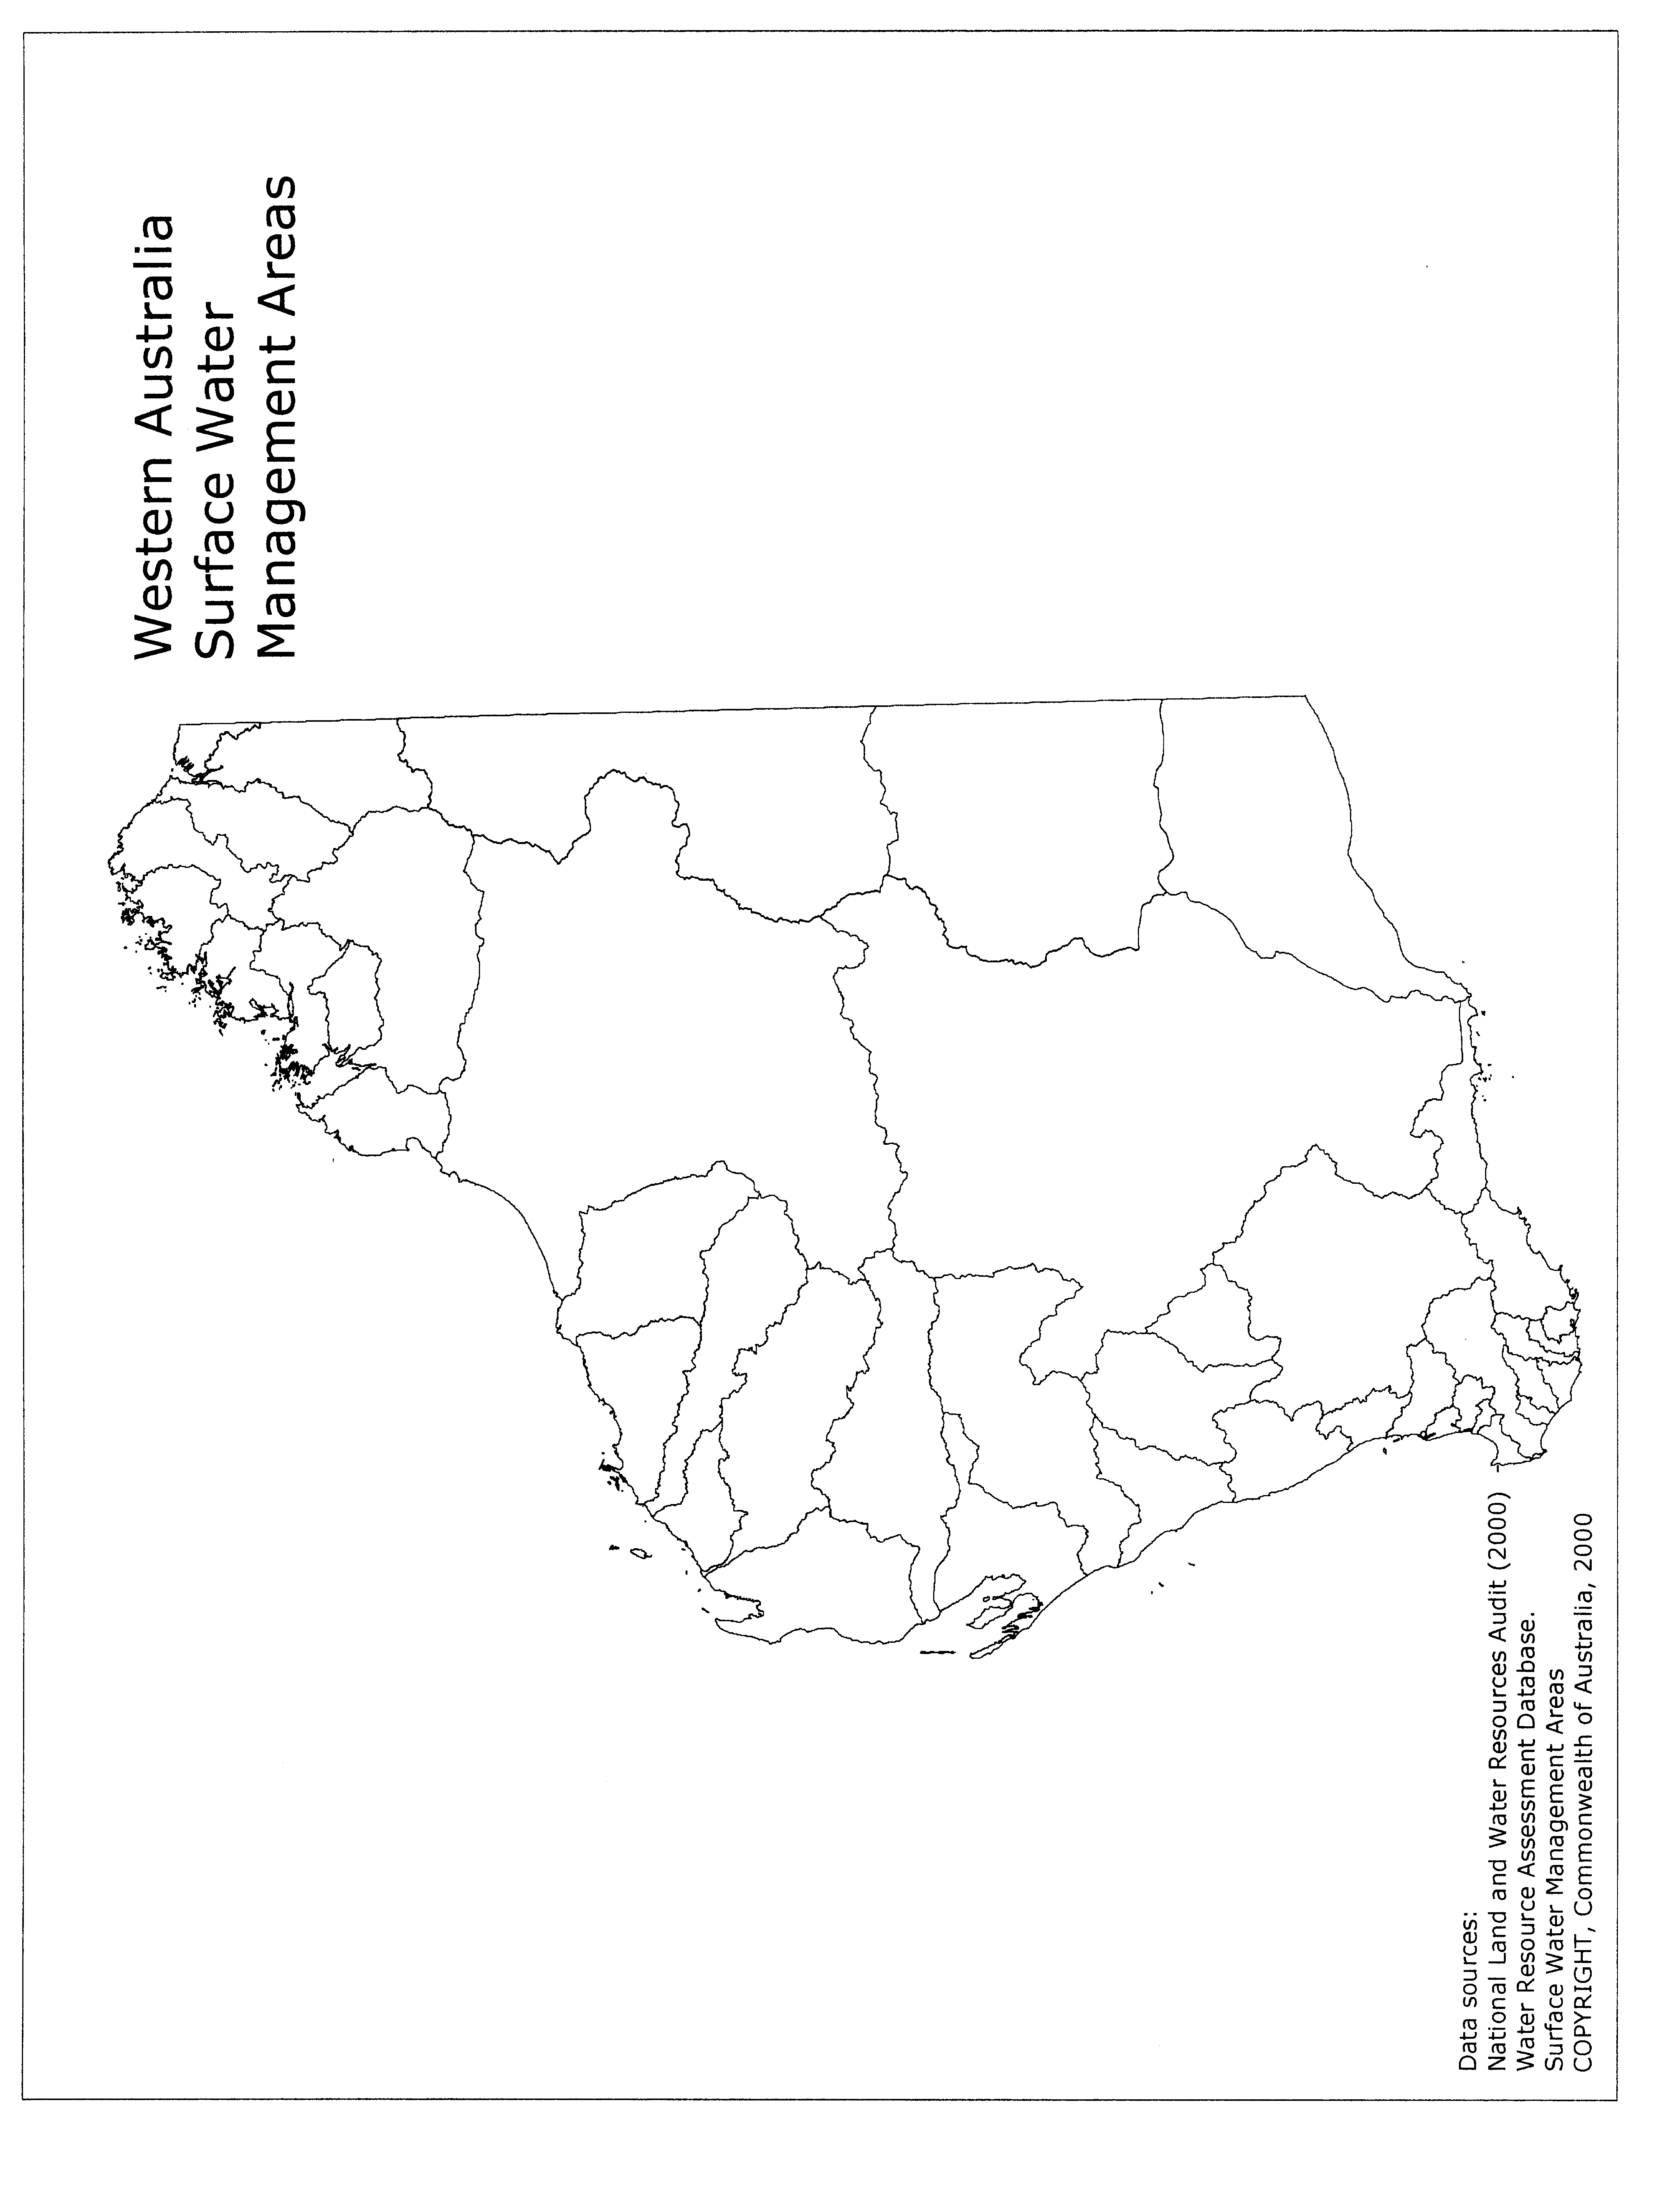 Western Australia
Surface Water
Management Areas
Data sources:
National Land and Water Resources Audit (2000)
Water Resource Assessment Database.
Surface Water Management Areas
COPYRIGHT, Commonwealth of Australia, 2000